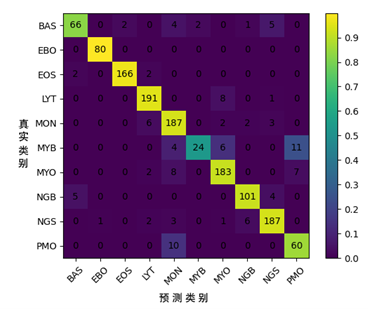 BAS 66 0 2 0 4 2 0 1 5 0
EBO 0 80 0 0 0 0 0 0 0 0
EOS 2 0 166 2 0 0 0 0 0 0
LYT 0 0 0 191 0 0 8 0 1 0
MON 0 0 0 6 187 0 2 2 3 0
MYB 0 0 0 0 4 24 6 0 0 11
MYO 0 0 0 2 8 0 183 0 0 7
NGB 5 0 0 0 0 0 0 101 4 0
NGS 0 1 0 2 3 0 1 6 187 0
PMO 0 0 0 0 10 0 0 0 0 60
BAS EBO EOS LYT MON MYB MYO NGB NGS PMO
真实类别
预测类别
0.9
0.8
0.7
0.6
0.5
0.4
0.3
0.2
0.1
0.0